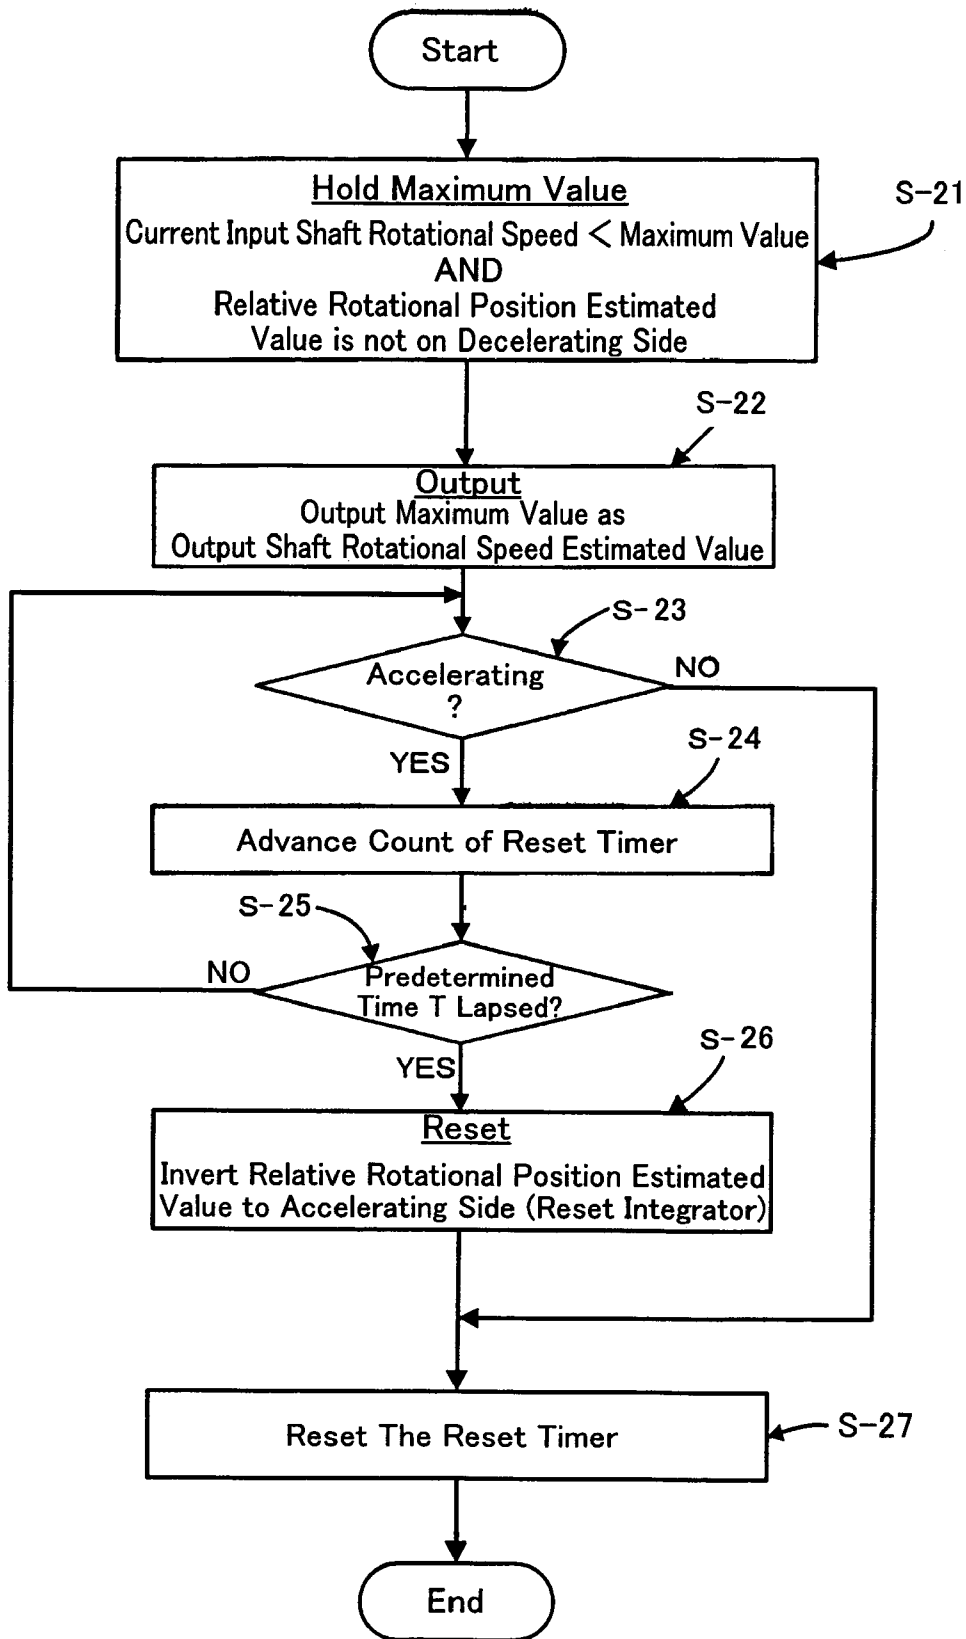 Start
Hold Maximum Value
Current Input Shaft Rotational Speed < Maximum Value
AND
Relative Rotational Position Estimated
Value is not on Decelerating Side
S-21
S-22
Output
Output Maximum Value as
Output Shaft Rotational Speed Estimated Value
S-23
Accelerating
?
NO
YES
S-24
Advance Count of Reset Timer
S-25
Predetermined
Time T Lapsed?
NO
YES
S-26
Reset
Invert Relative Rotational Position Estimated
Value to Accelerating Side (Reset Integrator)
Reset The Reset Timer
S-27
End